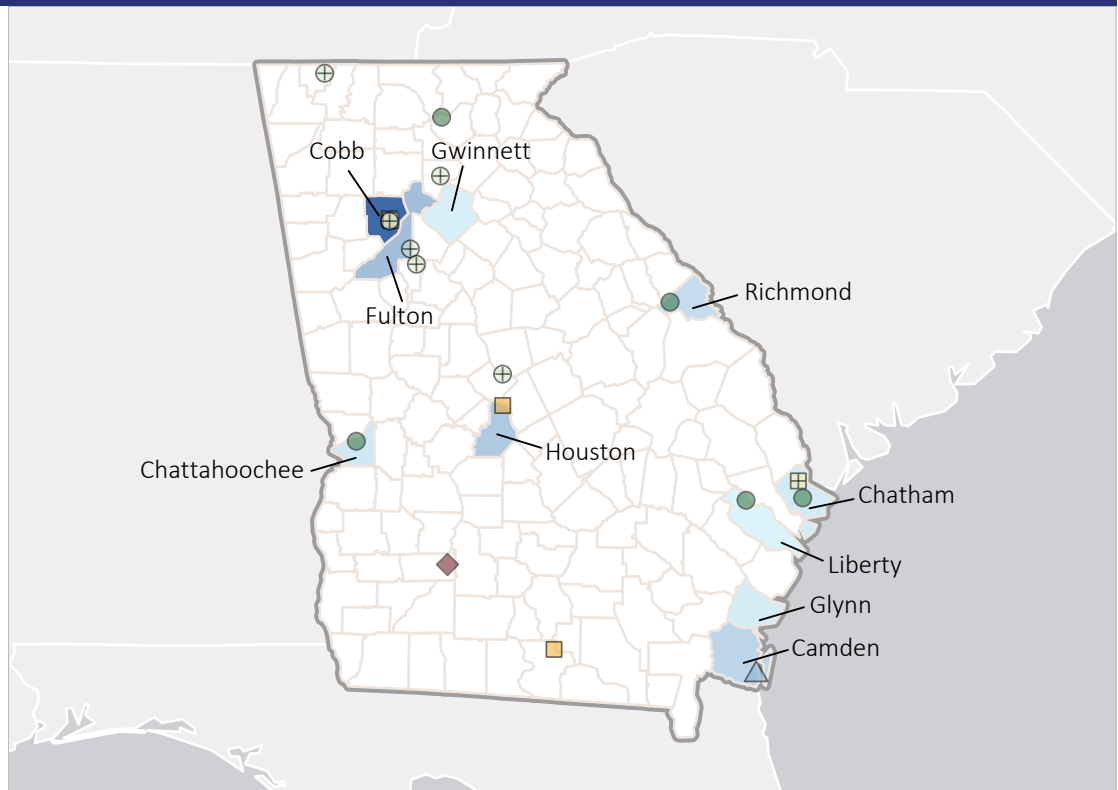 Cobb
Gwinnett
Fulton
Richmond
Houston
Chattahoochee
Chatham
Liberty
Glynn
Camden